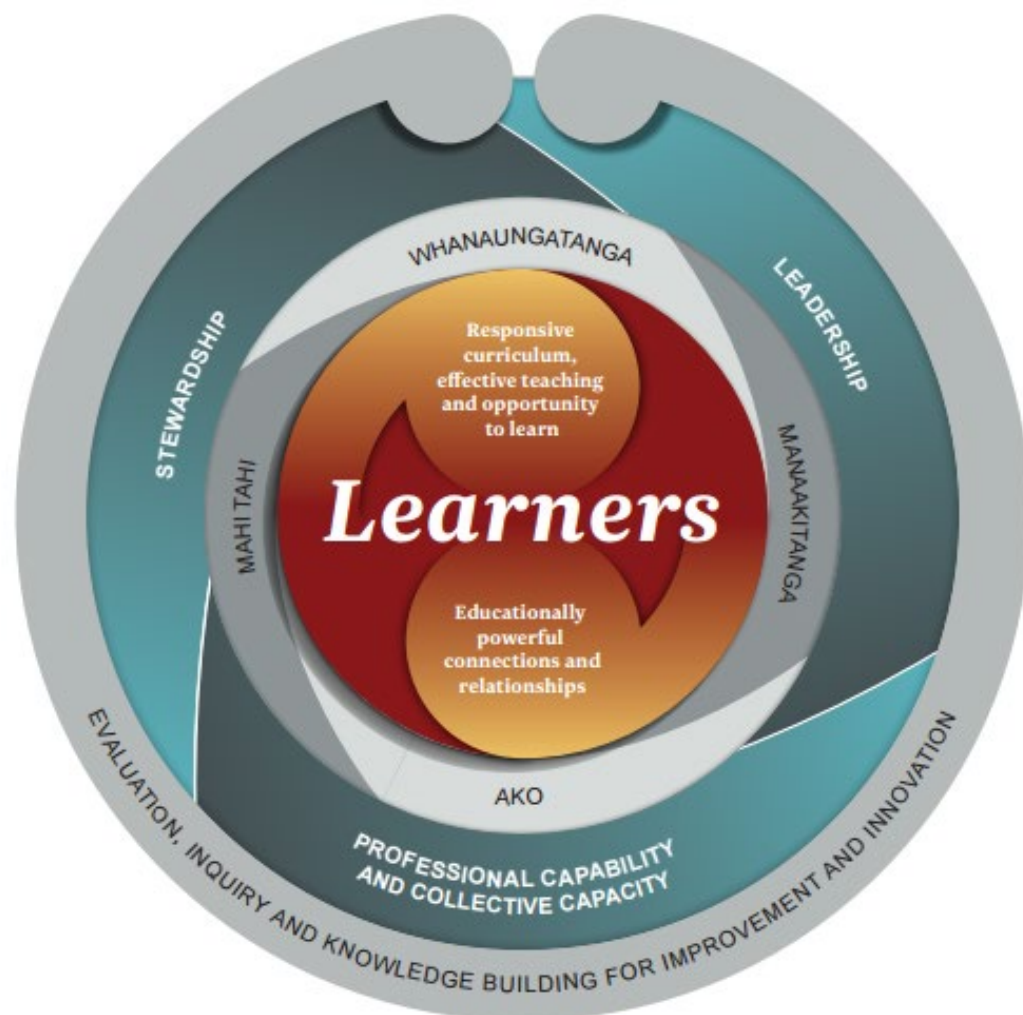 WHANAUNGATANGA
LEADERSHIP
STEWARDSHIP
MANAAKITANGA
MAHI TAHI
AKO
Responsive
curriculum,
effective teaching
and opportunity
to learn
Learners
Educationally
powerful
connections and
relationships
PROFESSIONAL CAPABILITY
AND COLLECTIVE CAPACITY
EVALUATION, INQUIRY AND KNOWLEDGE BUILDING FOR IMPROVEMENT AND INNOVATION